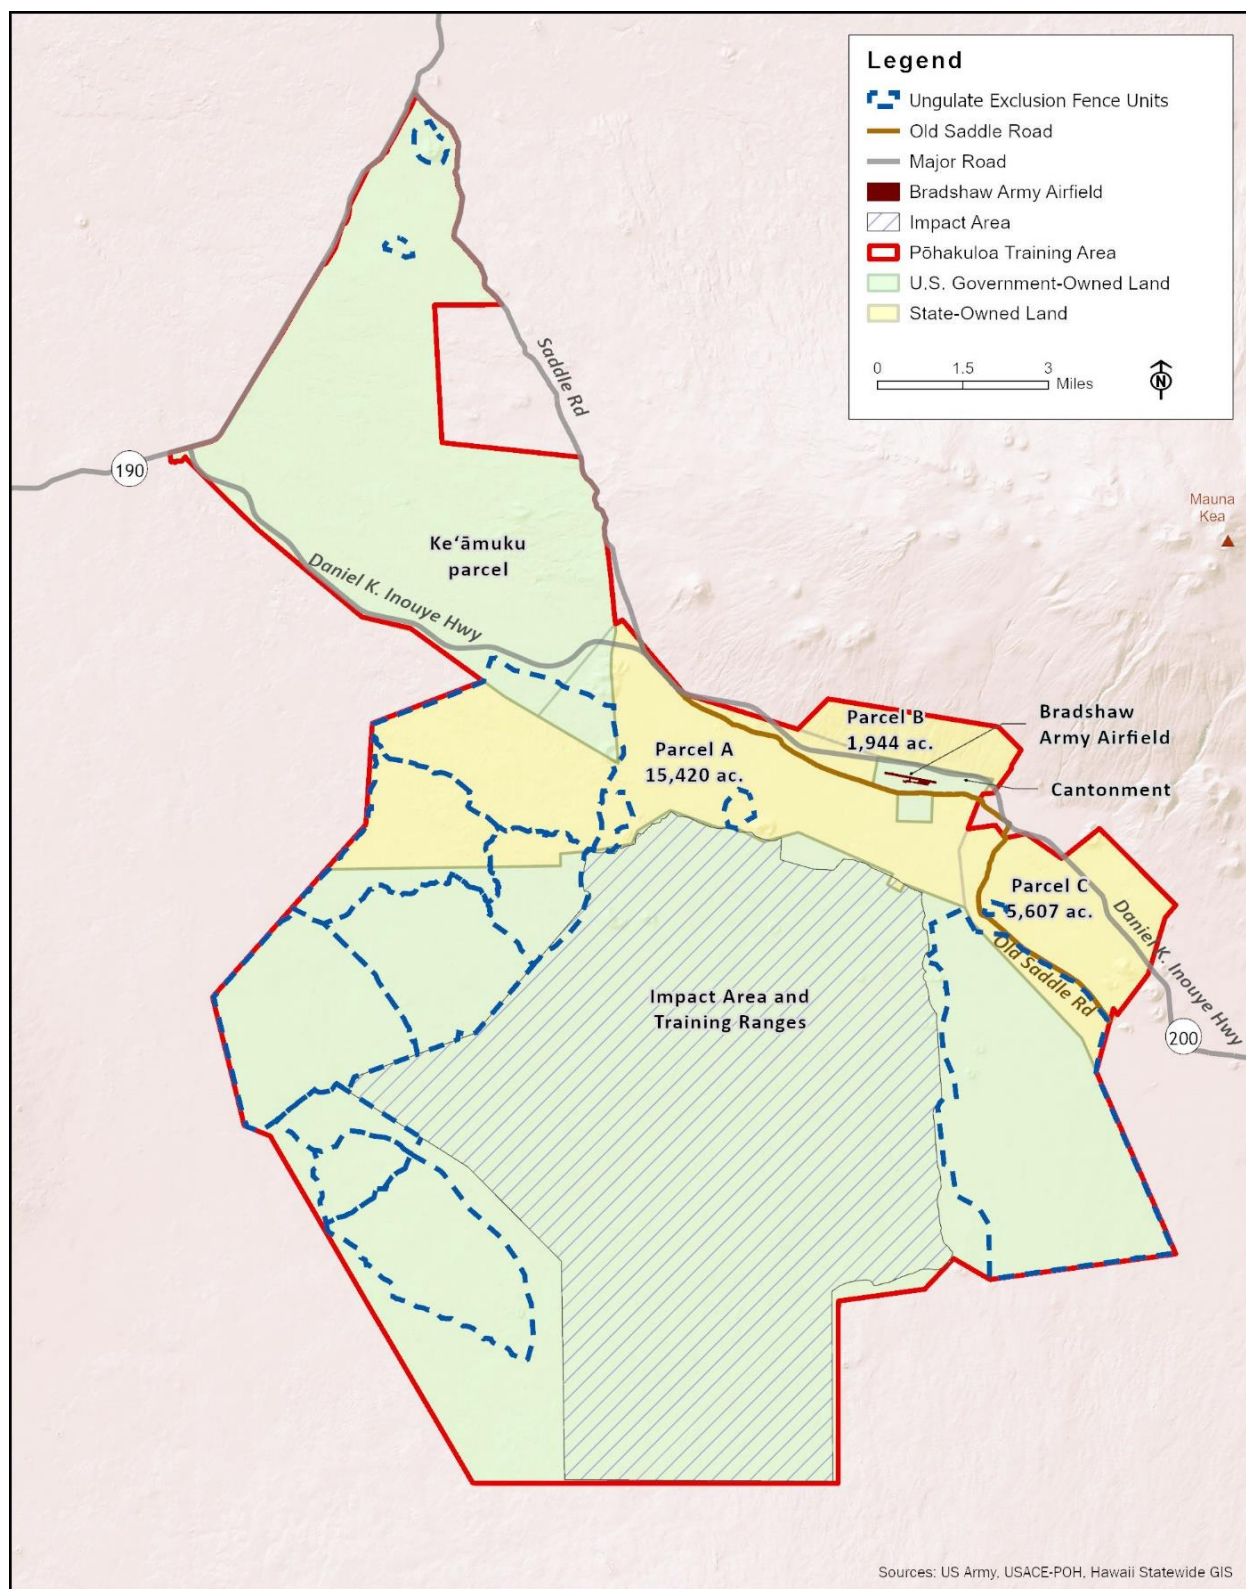 Legend
Ungulate Exclusion Fence Units
Old Saddle Road
Major Road
Bradshaw Army Airfield
Impact Area
Pōhakuloa Training Area
U.S. Government-Owned Land
State-Owned Land
0 1.5 3
Miles
N
Saddle Rd
190
Mauna
Kea
Keʻāmuku
parcel
Daniel K. Inouye Hwy
Parcel B
1,944 ac.
Bradshaw
Army Airfield
Parcel A
15,420 ac.
Cantonment
Parcel C
5,607 ac.
Daniel K. Inouye Hwy
Old Saddle Rd
Impact Area and
Training Ranges
200
Sources: US Army, USACE-POH, Hawaii Statewide GIS